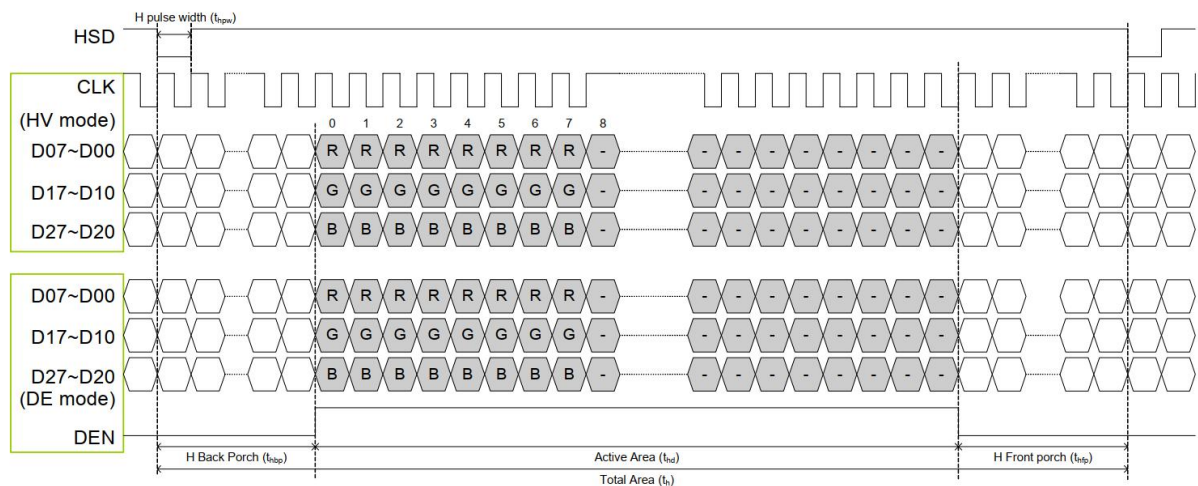 H pulse width (thpw)
HSD
CLK
(HV mode)
0 1 2 3 4 5 6 7 8
D07~D00 R R R R R R R R - - - - - - - - -
D17~D10 G G G G G G G G - - - - - - - - -
D27~D20 B B B B B B B B - - - - - - - - -
D07~D00 R R R R R R R R - - - - - - - - -
D17~D10 G G G G G G G G - - - - - - - - -
D27~D20 B B B B B B B B - - - - - - - - -
(DE mode)
DEN
H Back Porch (thbp) Active Area (thd) H Front porch (thfp)
Total Area (th)